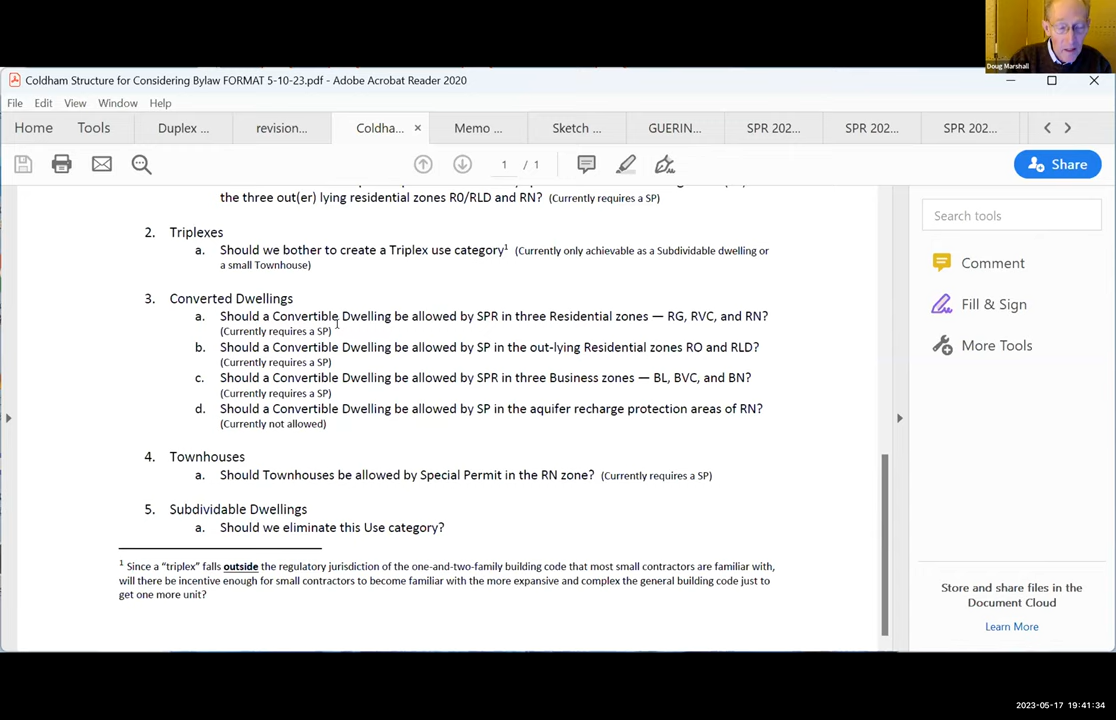 Doug Marshall
Coldham Structure for Considering Bylaw FORMAT 5-10-23.pdf - Adobe Acrobat Reader 2020
File Edit View Window Help
Home Tools Duplex ... revision... Coldha... × Memo ... Sketch ... GUERIN... SPR 202... SPR 202... SPR 202...
1 / 1
Share
the three out(er) lying residential zones R0/RLD and RN? (Currently requires a SP)
2. Triplexes
a. Should we bother to create a Triplex use category¹ (Currently only achievable as a Subdividable dwelling or
a small Townhouse)
3. Converted Dwellings
a. Should a Convertible Dwelling be allowed by SPR in three Residential zones — RG, RVC, and RN?
(Currently requires a SP)
b. Should a Convertible Dwelling be allowed by SP in the out-lying Residential zones RO and RLD?
(Currently requires a SP)
c. Should a Convertible Dwelling be allowed by SPR in three Business zones — BL, BVC, and BN?
(Currently requires a SP)
d. Should a Convertible Dwelling be allowed by SP in the aquifer recharge protection areas of RN?
(Currently not allowed)
4. Townhouses
a. Should Townhouses be allowed by Special Permit in the RN zone? (Currently requires a SP)
5. Subdividable Dwellings
a. Should we eliminate this Use category?
¹ Since a “triplex” falls outside the regulatory jurisdiction of the one-and-two-family building code that most small contractors are familiar with,
will there be incentive enough for small contractors to become familiar with the more expansive and complex the general building code just to
get one more unit?
Search tools
Comment
Fill & Sign
More Tools
Store and share files in the
Document Cloud
Learn More
2023-05-17 19:41:34